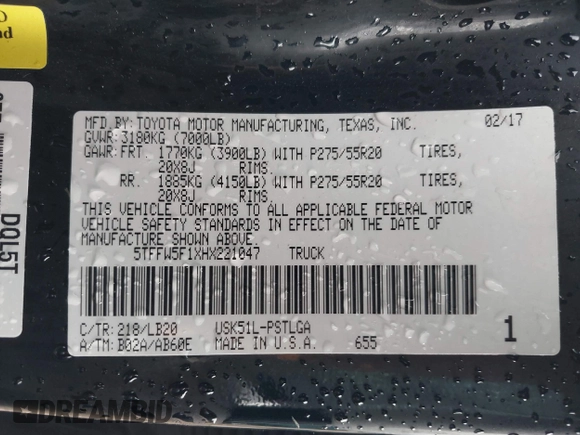 MFD.BY:TOYOTA MOTOR MANUFACTURING, TEXAS, INC. 02/17
GVWR:3180KG (7000LB)
GAWR:FRT. 1770KG (3900LB) WITH P275/55R20 TIRES,
20X8J RIMS.
RR. 1885KG (4150LB) WITH P275/55R20 TIRES,
20X8J RIMS.
THIS VEHICLE CONFORMS TO ALL APPLICABLE FEDERAL MOTOR
VEHICLE SAFETY STANDARDS IN EFFECT ON THE DATE OF
MANUFACTURE SHOWN ABOVE.
5TFFW5F1XHX221047 TRUCK
C/TR:218/LB20 USK51L-PSTLGA
A/TM:B02A/AB60E MADE IN U.S.A. 655
1
DQL5T
DREAMBID